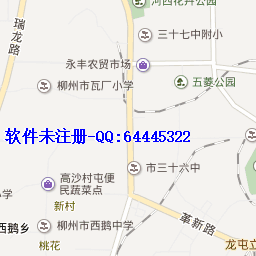 河西花卉公园
三十七中附小
瑞龙路
永丰农贸市场
五菱公园
柳州市瓦厂小学
软件未注册-QQ:64445322
市三十六中
高沙村屯便
民蔬菜点
小学
新村
西鹅乡
柳州市西鹅中学
革新路
桃花
龙屯立